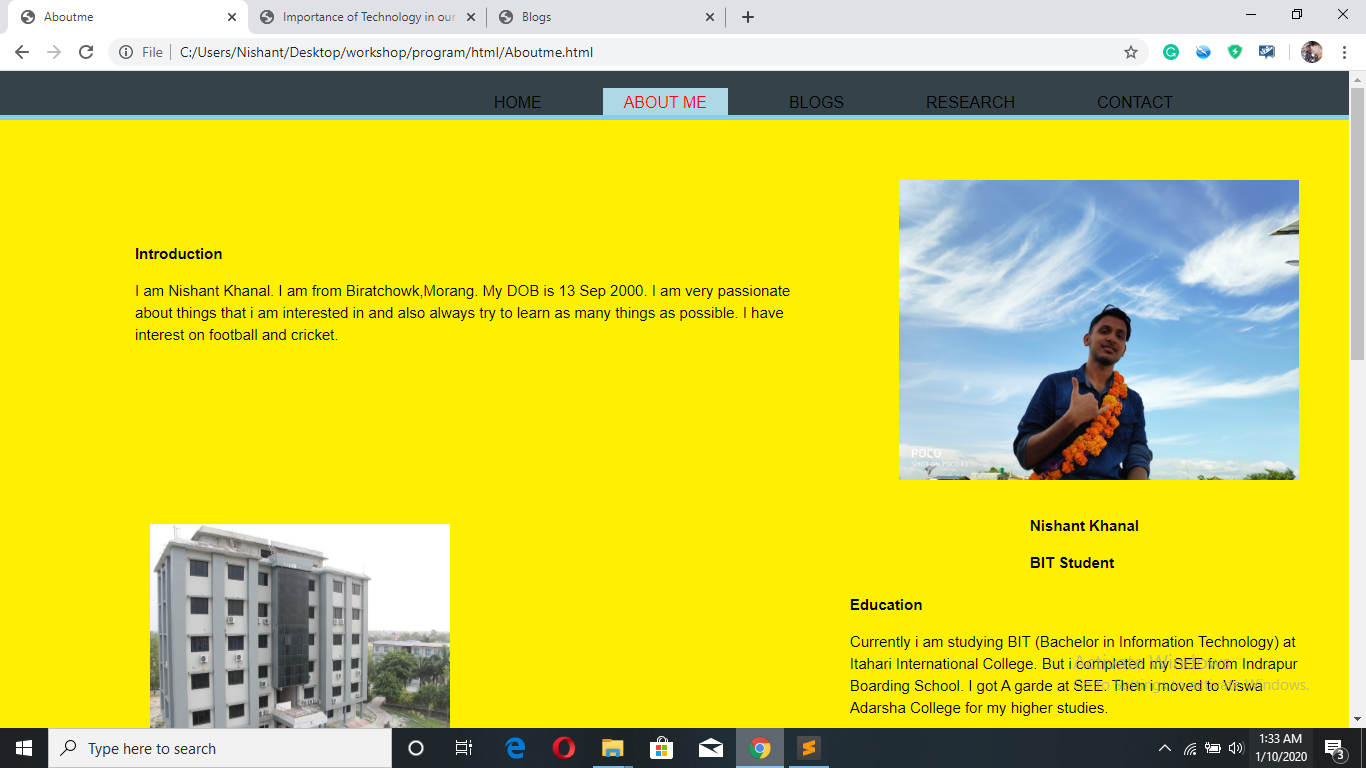 Aboutme
Importance of Technology in our
Blogs
File
C:/Users/Nishant/Desktop/workshop/program/html/Aboutme.html
HOME
ABOUT ME
BLOGS
RESEARCH
CONTACT
Introduction
I am Nishant Khanal. I am from Biratchowk,Morang. My DOB is 13 Sep 2000. I am very passionate
about things that i am interested in and also always try to learn as many things as possible. I have
interest on football and cricket.
POCO
SHOT ON POCO F1
Nishant Khanal
BIT Student
Education
Currently i am studying BIT (Bachelor in Information Technology) at
Itahari International College. But i completed my SEE from Indrapur
Boarding School. I got A garde at SEE. Then i moved to Viswa
Adarsha College for my higher studies.
Activate Windows
Go to Settings to activate Windows.
Type here to search
1:33 AM
1/10/2020
3